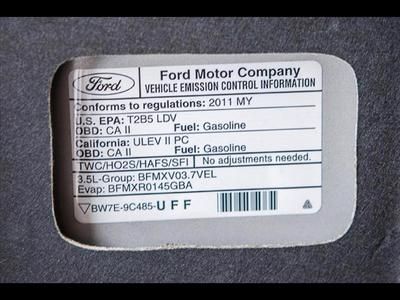 Ford
Ford Motor Company
VEHICLE EMISSION CONTROL INFORMATION
Conforms to regulations: 2011 MY
U.S. EPA: T2B5 LDV
OBD: CA II Fuel: Gasoline
California: ULEV II PC
OBD: CA II Fuel: Gasoline
TWC/HO2S/HAFS/SFI No adjustments needed.
3.5L-Group: BFMXV03.7VEL
Evap: BFMXR0145GBA
BW7E-9C485-UFF